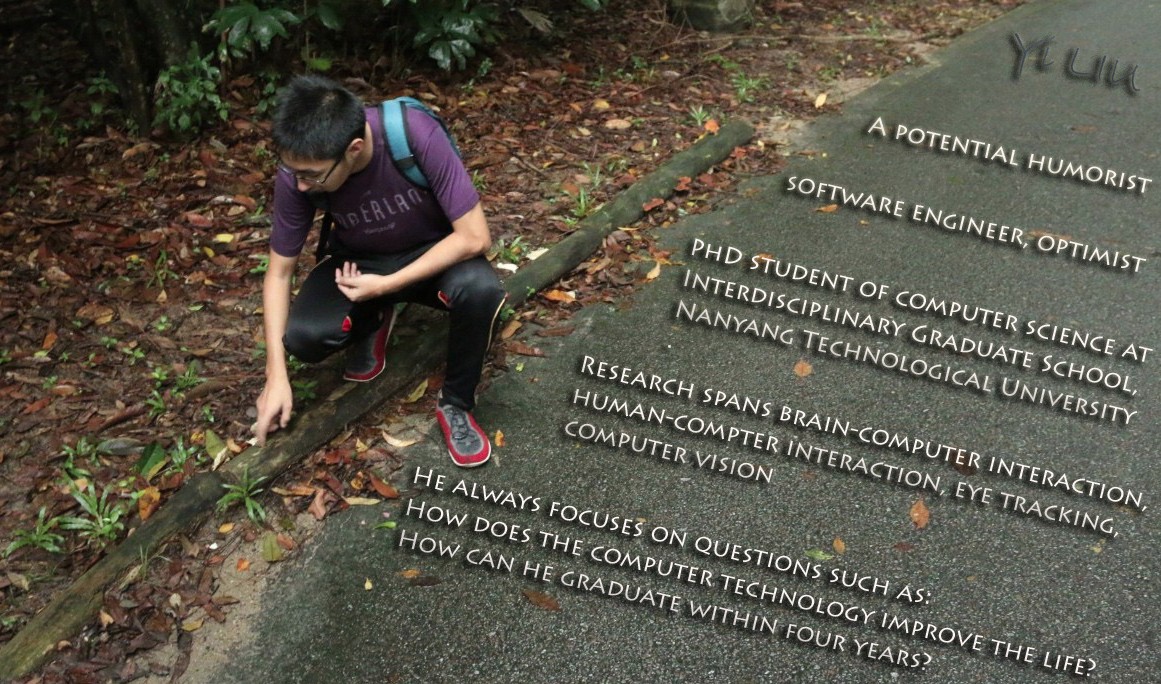 Yi Liu
A potential humorist
software engineer, optimist
PhD student of computer science at
Interdisciplinary Graduate School,
Nanyang Technological University
Research spans brain-computer interaction,
human-compter interaction, eye tracking,
computer vision
He always focuses on questions such as:
How does the computer technology improve the life?
How can he graduate within four years?